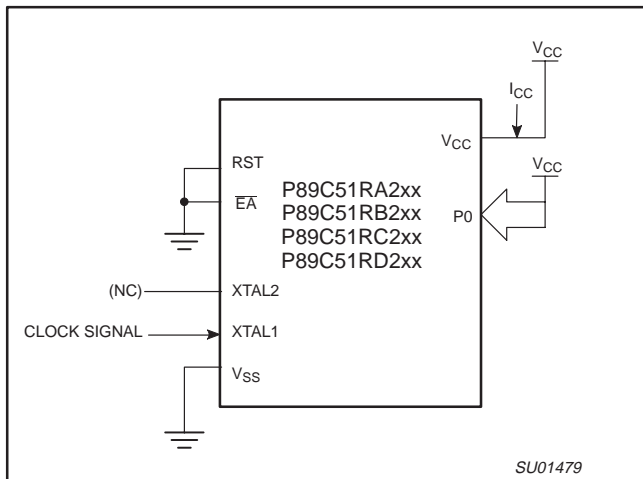 VCC
ICC
VCC
RST
VCC
P89C51RA2xx
EA
P89C51RB2xx
P0
P89C51RC2xx
P89C51RD2xx
(NC)
XTAL2
CLOCK SIGNAL
XTAL1
VSS
SU01479